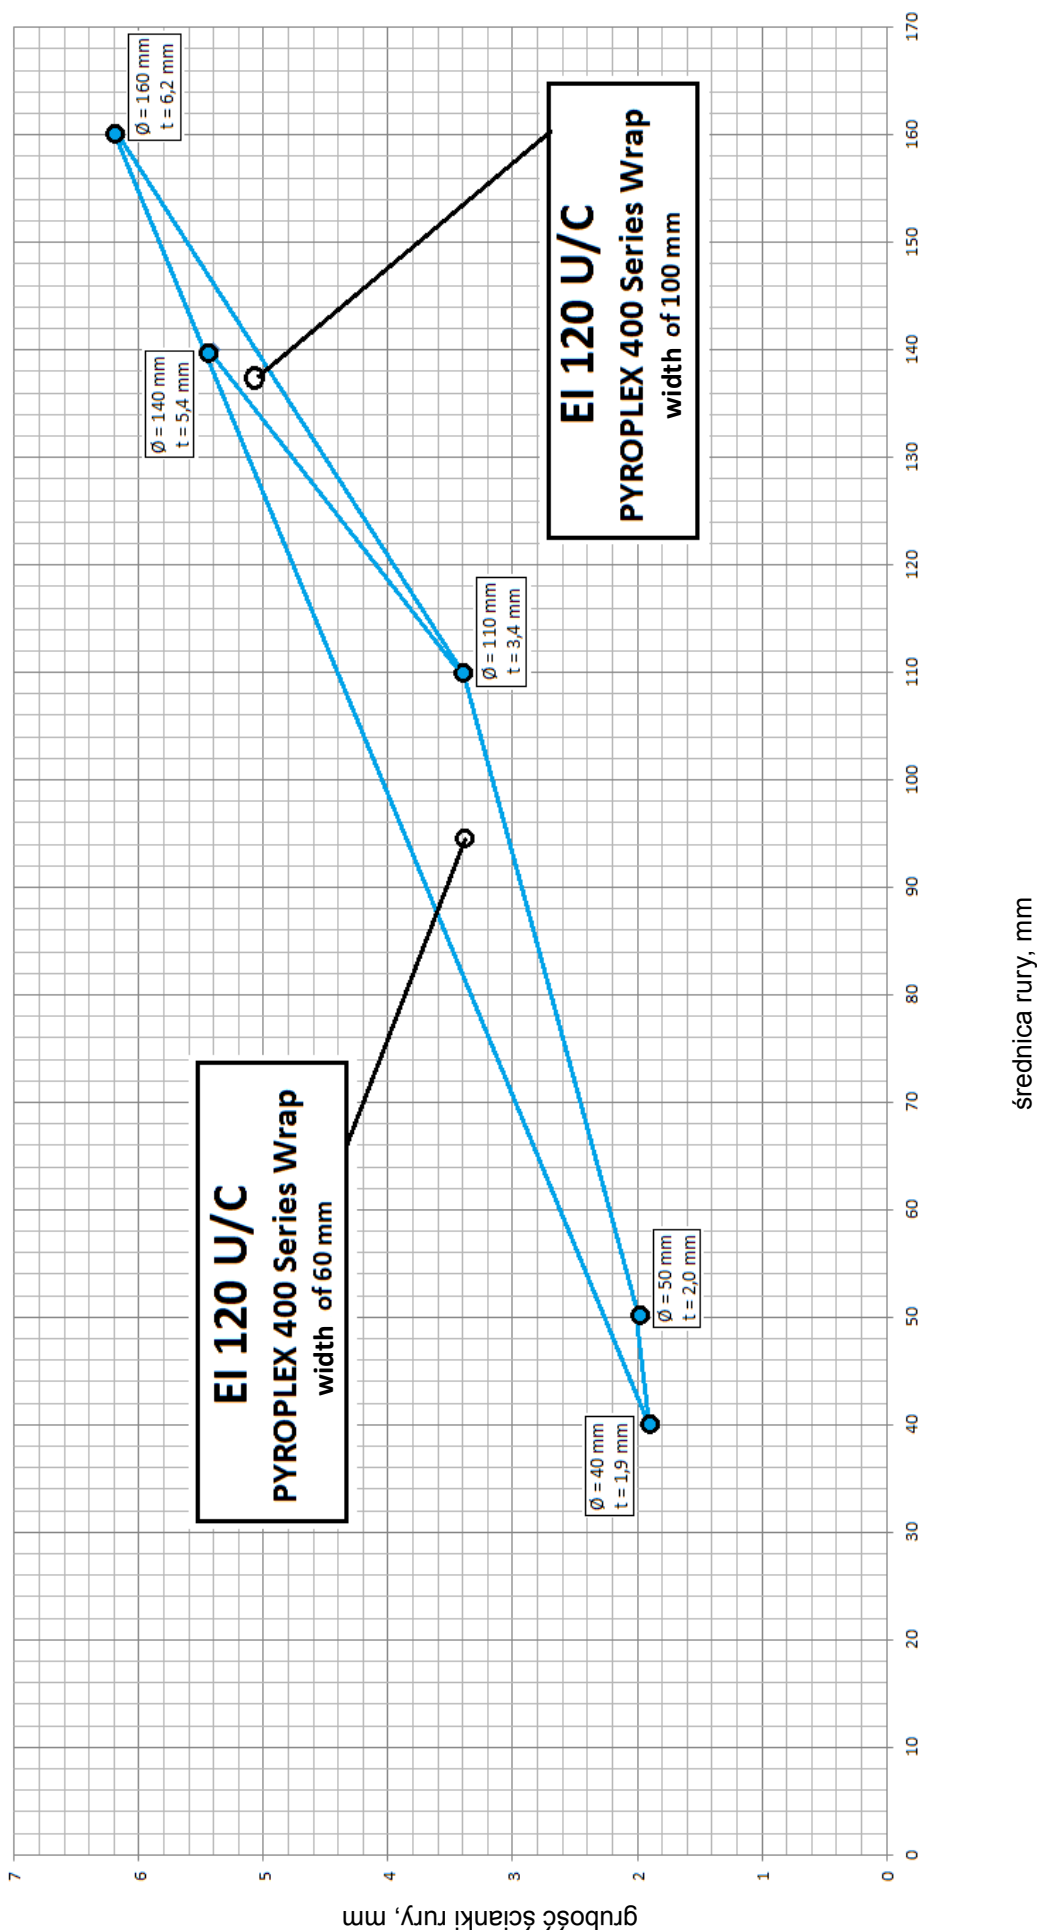 grubość ścianki rury, mm
7
6
5
4
3
2
1
0
EI 120 U/C
PYROPLEX 400 Series Wrap
width of 60 mm
Ø = 140 mm
t = 5,4 mm
Ø = 160 mm
t = 6,2 mm
Ø = 40 mm
t = 1,9 mm
Ø = 50 mm
t = 2,0 mm
Ø = 110 mm
t = 3,4 mm
EI 120 U/C
PYROPLEX 400 Series Wrap
width of 100 mm
0 10 20 30 40 50 60 70 80 90 100 110 120 130 140 150 160 170
średnica rury, mm